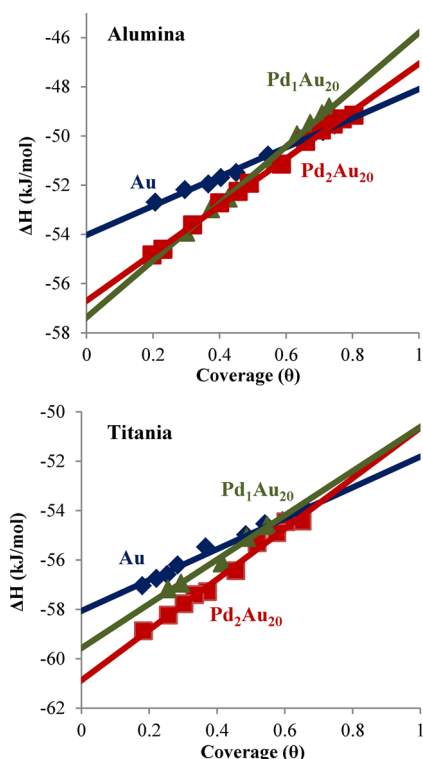 Alumina
-46
-48
-50
-52
-54
-56
-58
ΔH (kJ/mol)
Pd₁Au₂₀
Au
Pd₂Au₂₀
0 0.2 0.4 0.6 0.8 1
Coverage (θ)
Titania
-50
-52
-54
-56
-58
-60
-62
ΔH (kJ/mol)
Pd₁Au₂₀
Au
Pd₂Au₂₀
0 0.2 0.4 0.6 0.8 1
Coverage (θ)